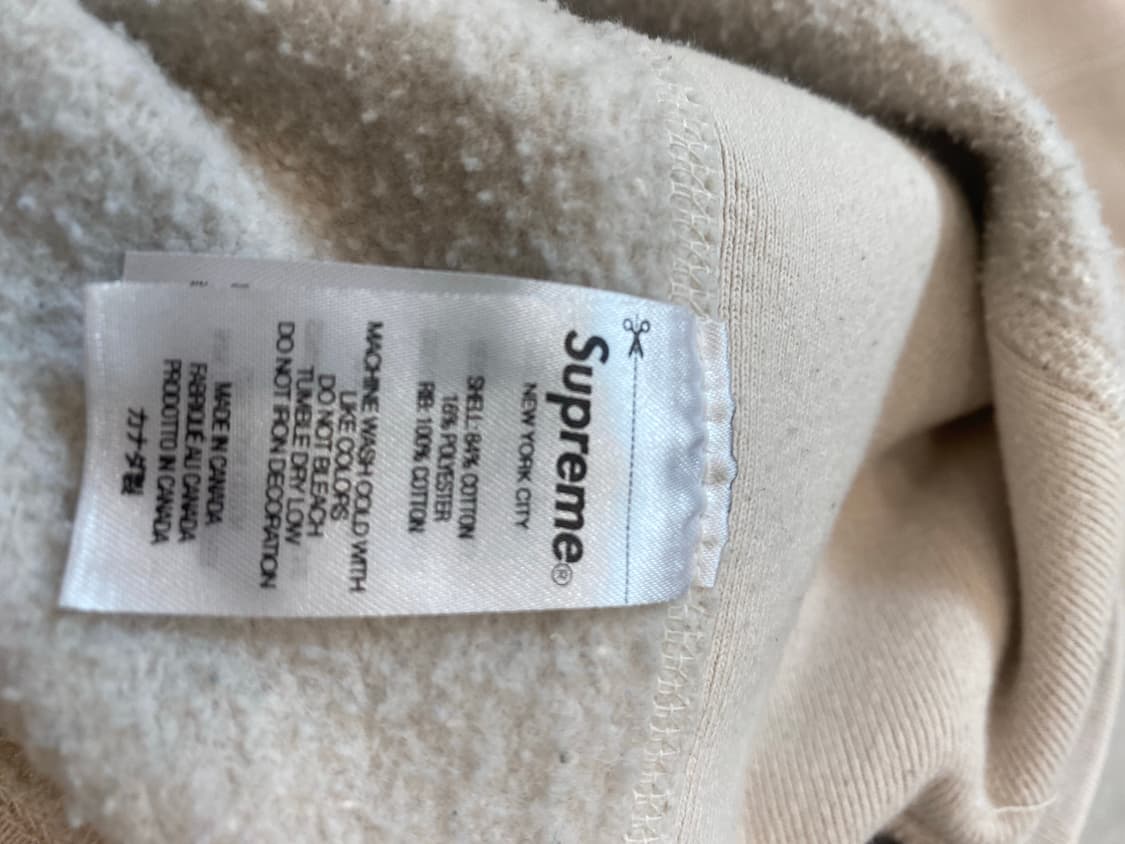 Supreme®
NEW YORK CITY
SHELL: 84% COTTON
16% POLYESTER
RIB: 100% COTTON
MACHINE WASH COLD WITH
LIKE COLORS
DO NOT BLEACH
TUMBLE DRY LOW
DO NOT IRON DECORATION
MADE IN CANADA
FABRIQUÉ AU CANADA
PRODOTTO IN CANADA
カナダ製